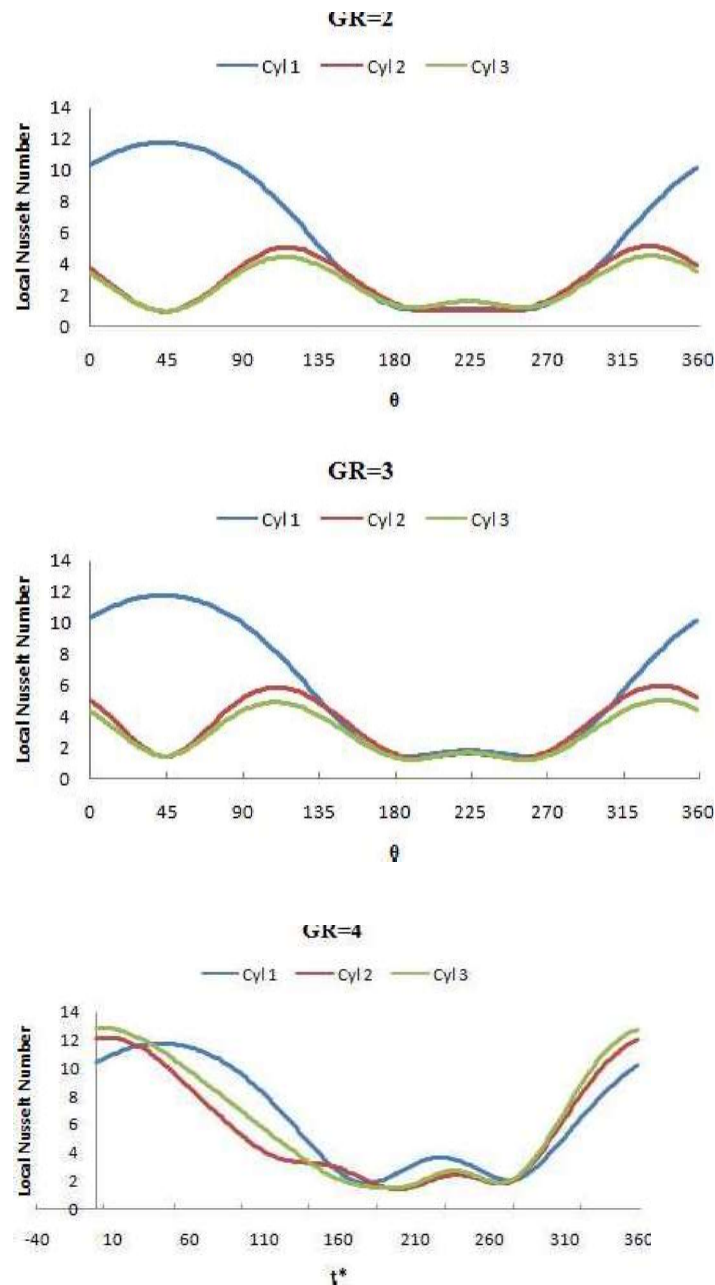 GR=2
Cyl 1 Cyl 2 Cyl 3
Local Nusselt Number
14
12
10
8
6
4
2
0
0 45 90 135 180 225 270 315 360
θ
GR=3
Cyl 1 Cyl 2 Cyl 3
Local Nusselt Number
14
12
10
8
6
4
2
0
0 45 90 135 180 225 270 315 360
θ
GR=4
Cyl 1 Cyl 2 Cyl 3
Local Nusselt Number
14
12
10
8
6
4
2
0
-40 10 60 110 160 210 260 310 360
t*